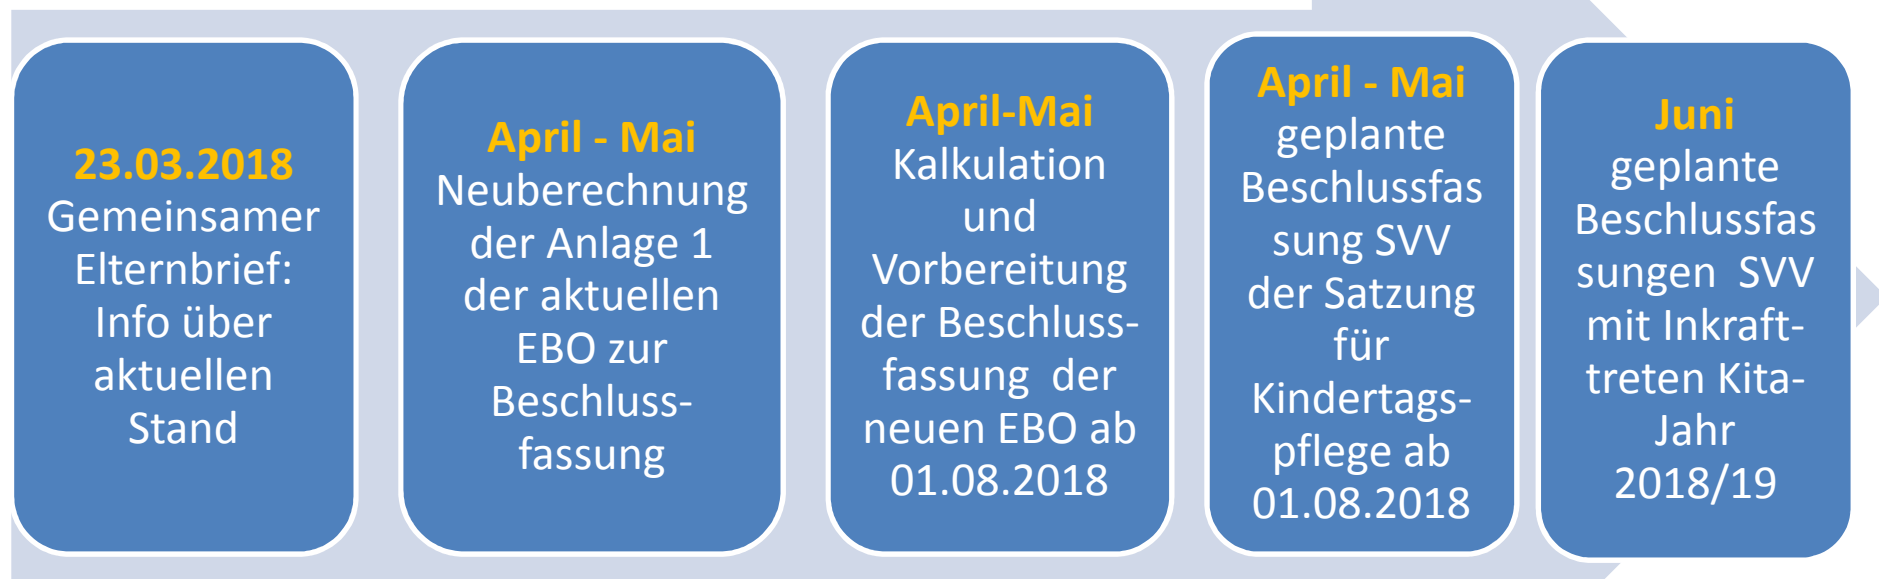 23.03.2018
Gemeinsamer
Elternbrief:
Info über
aktuellen
Stand
April - Mai
Neuberechnung
der Anlage 1
der aktuellen
EBO zur
Beschluss-
fassung
April-Mai
Kalkulation
und
Vorbereitung
der Beschluss-
fassung der
neuen EBO ab
01.08.2018
April - Mai
geplante
Beschlussfas
sung SVV
der Satzung
für
Kindertags-
pflege ab
01.08.2018
Juni
geplante
Beschlussfas
sungen SVV
mit Inkraft-
treten Kita-
Jahr
2018/19